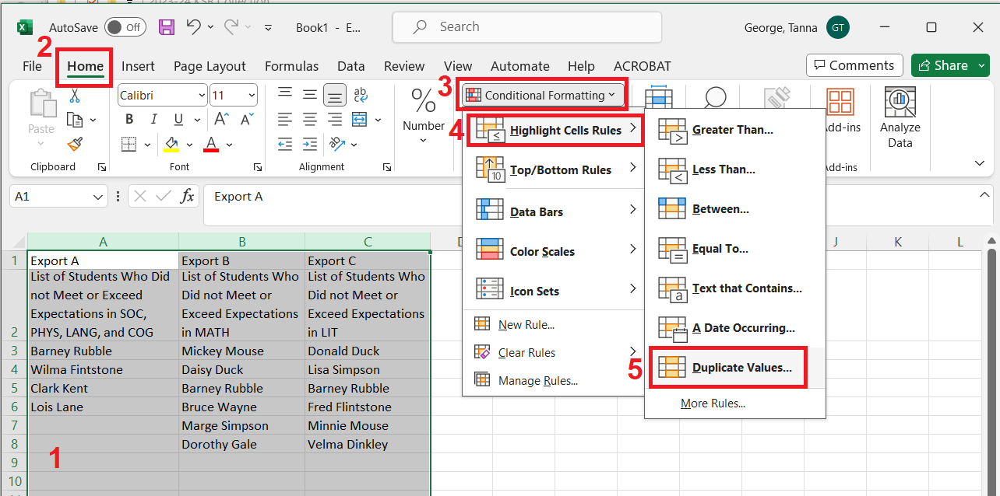 2023-24 KSR Collection
AutoSave Off Book1 - E... Search George, Tanna GT
2
File Home Insert Page Layout Formulas Data Review View Automate Help ACROBAT Comments Share
3
Paste
Calibri 11
B I U A A
A
ab
%
Number
Conditional Formatting
Add-ins
Analyze
Data
Clipboard Font Alignment Add-ins
4
≤ Highlight Cells Rules
10 Top/Bottom Rules
Data Bars
Color Scales
Icon Sets
New Rule...
Clear Rules
Manage Rules...
> Greater Than...
< Less Than...
Between...
= Equal To...
a Text that Contains...
A Date Occurring...
5
Duplicate Values...
More Rules...
A1 fx Export A
A B C D J K L
1 Export A Export B Export C
List of Students Who Did List of Students Who List of Students Who
not Meet or Exceed Did not Meet or Did not Meet or
Expectations in SOC, Exceed Expectations Exceed Expectations
2 PHYS, LANG, and COG in MATH in LIT
3 Barney Rubble Mickey Mouse Donald Duck
4 Wilma Fintstone Daisy Duck Lisa Simpson
5 Clark Kent Barney Rubble Barney Rubble
6 Lois Lane Bruce Wayne Fred Flintstone
7 Marge Simpson Minnie Mouse
8 Dorothy Gale Velma Dinkley
9
1
10